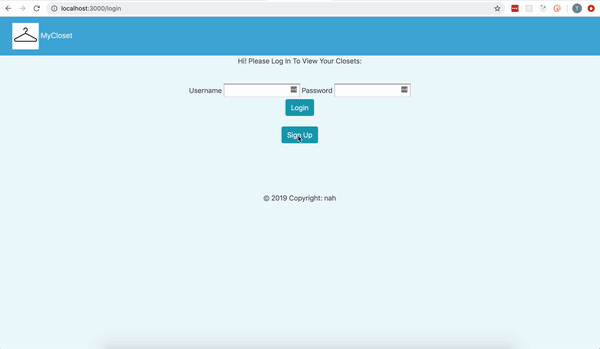 localhost:3000/login
T
MyCloset
Hi! Please Log In To View Your Closets:
Username Password
Login
Sign Up
© 2019 Copyright: nah